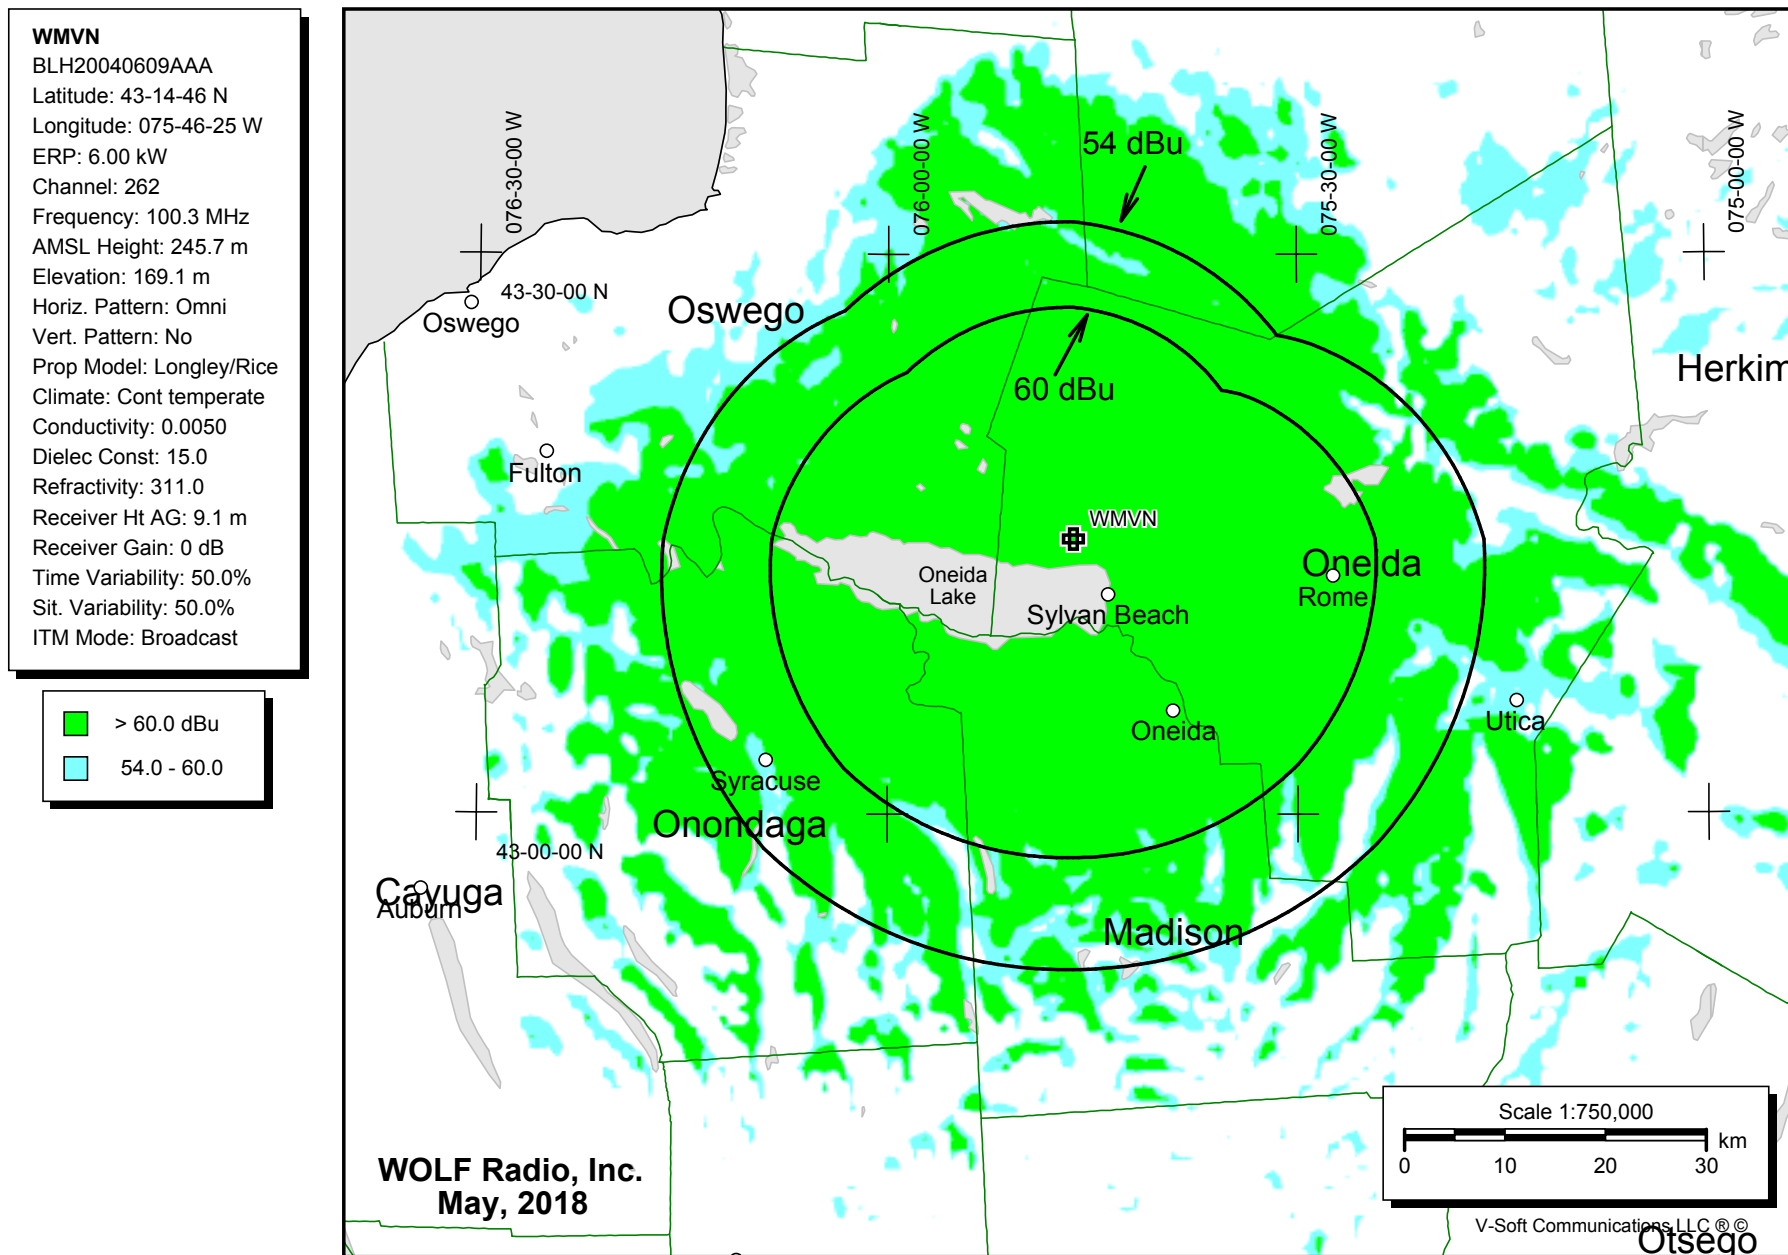 WMVN
BLH20040609AAA
Latitude: 43-14-46 N
Longitude: 075-46-25 W
ERP: 6.00 kW
Channel: 262
Frequency: 100.3 MHz
AMSL Height: 245.7 m
Elevation: 169.1 m
Horiz. Pattern: Omni
Vert. Pattern: No
Prop Model: Longley/Rice
Climate: Cont temperate
Conductivity: 0.0050
Dielec Const: 15.0
Refractivity: 311.0
Receiver Ht AG: 9.1 m
Receiver Gain: 0 dB
Time Variability: 50.0%
Sit. Variability: 50.0%
ITM Mode: Broadcast
> 60.0 dBu
54.0 - 60.0
076-30-00 W
076-00-00 W
075-30-00 W
075-00-00 W
54 dBu
43-30-00 N
Oswego
Oswego
60 dBu
Herkim
Fulton
WMVN
Oneida
Lake
Oneida
Rome
Sylvan Beach
Oneida
Utica
Syracuse
Onondaga
43-00-00 N
Cayuga
Auburn
Madison
Scale 1:750,000
km
0 10 20 30
WOLF Radio, Inc.
May, 2018
V-Soft Communications LLC ® ©
Otsego